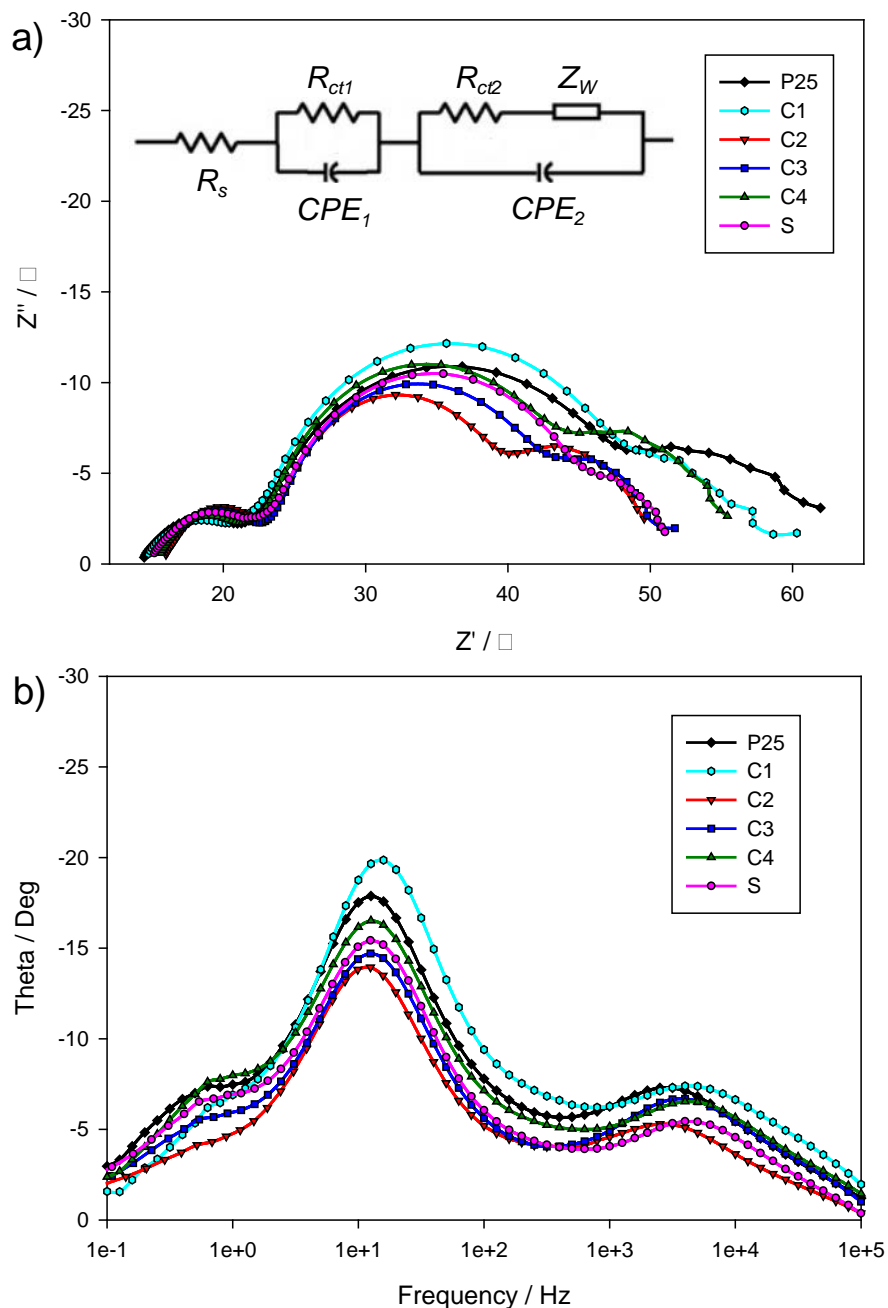 a)
-30
-25
-20
-15
-10
-5
0
Z'' / □
R_ct1
R_ct2
Z_W
R_s
CPE_1
CPE_2
P25
C1
C2
C3
C4
S
20
30
40
50
60
Z' / □
b)
-30
-25
-20
-15
-10
-5
0
Theta / Deg
P25
C1
C2
C3
C4
S
1e-1
1e+0
1e+1
1e+2
1e+3
1e+4
1e+5
Frequency / Hz